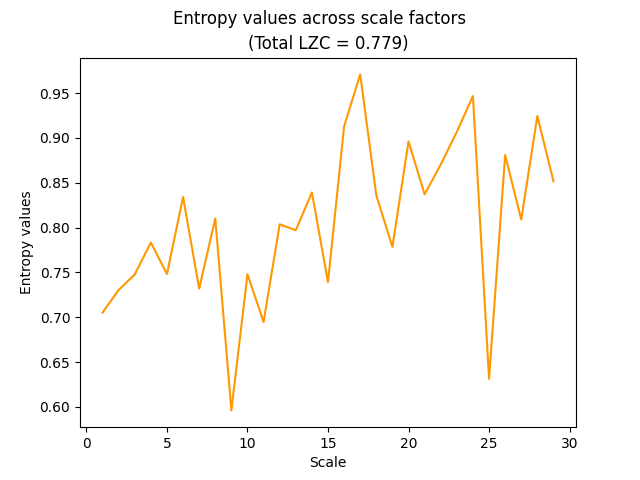 Entropy values across scale factors
(Total LZC = 0.779)
0.95
0.90
0.85
0.80
0.75
0.70
0.65
0.60
Entropy values
0 5 10 15 20 25 30
Scale